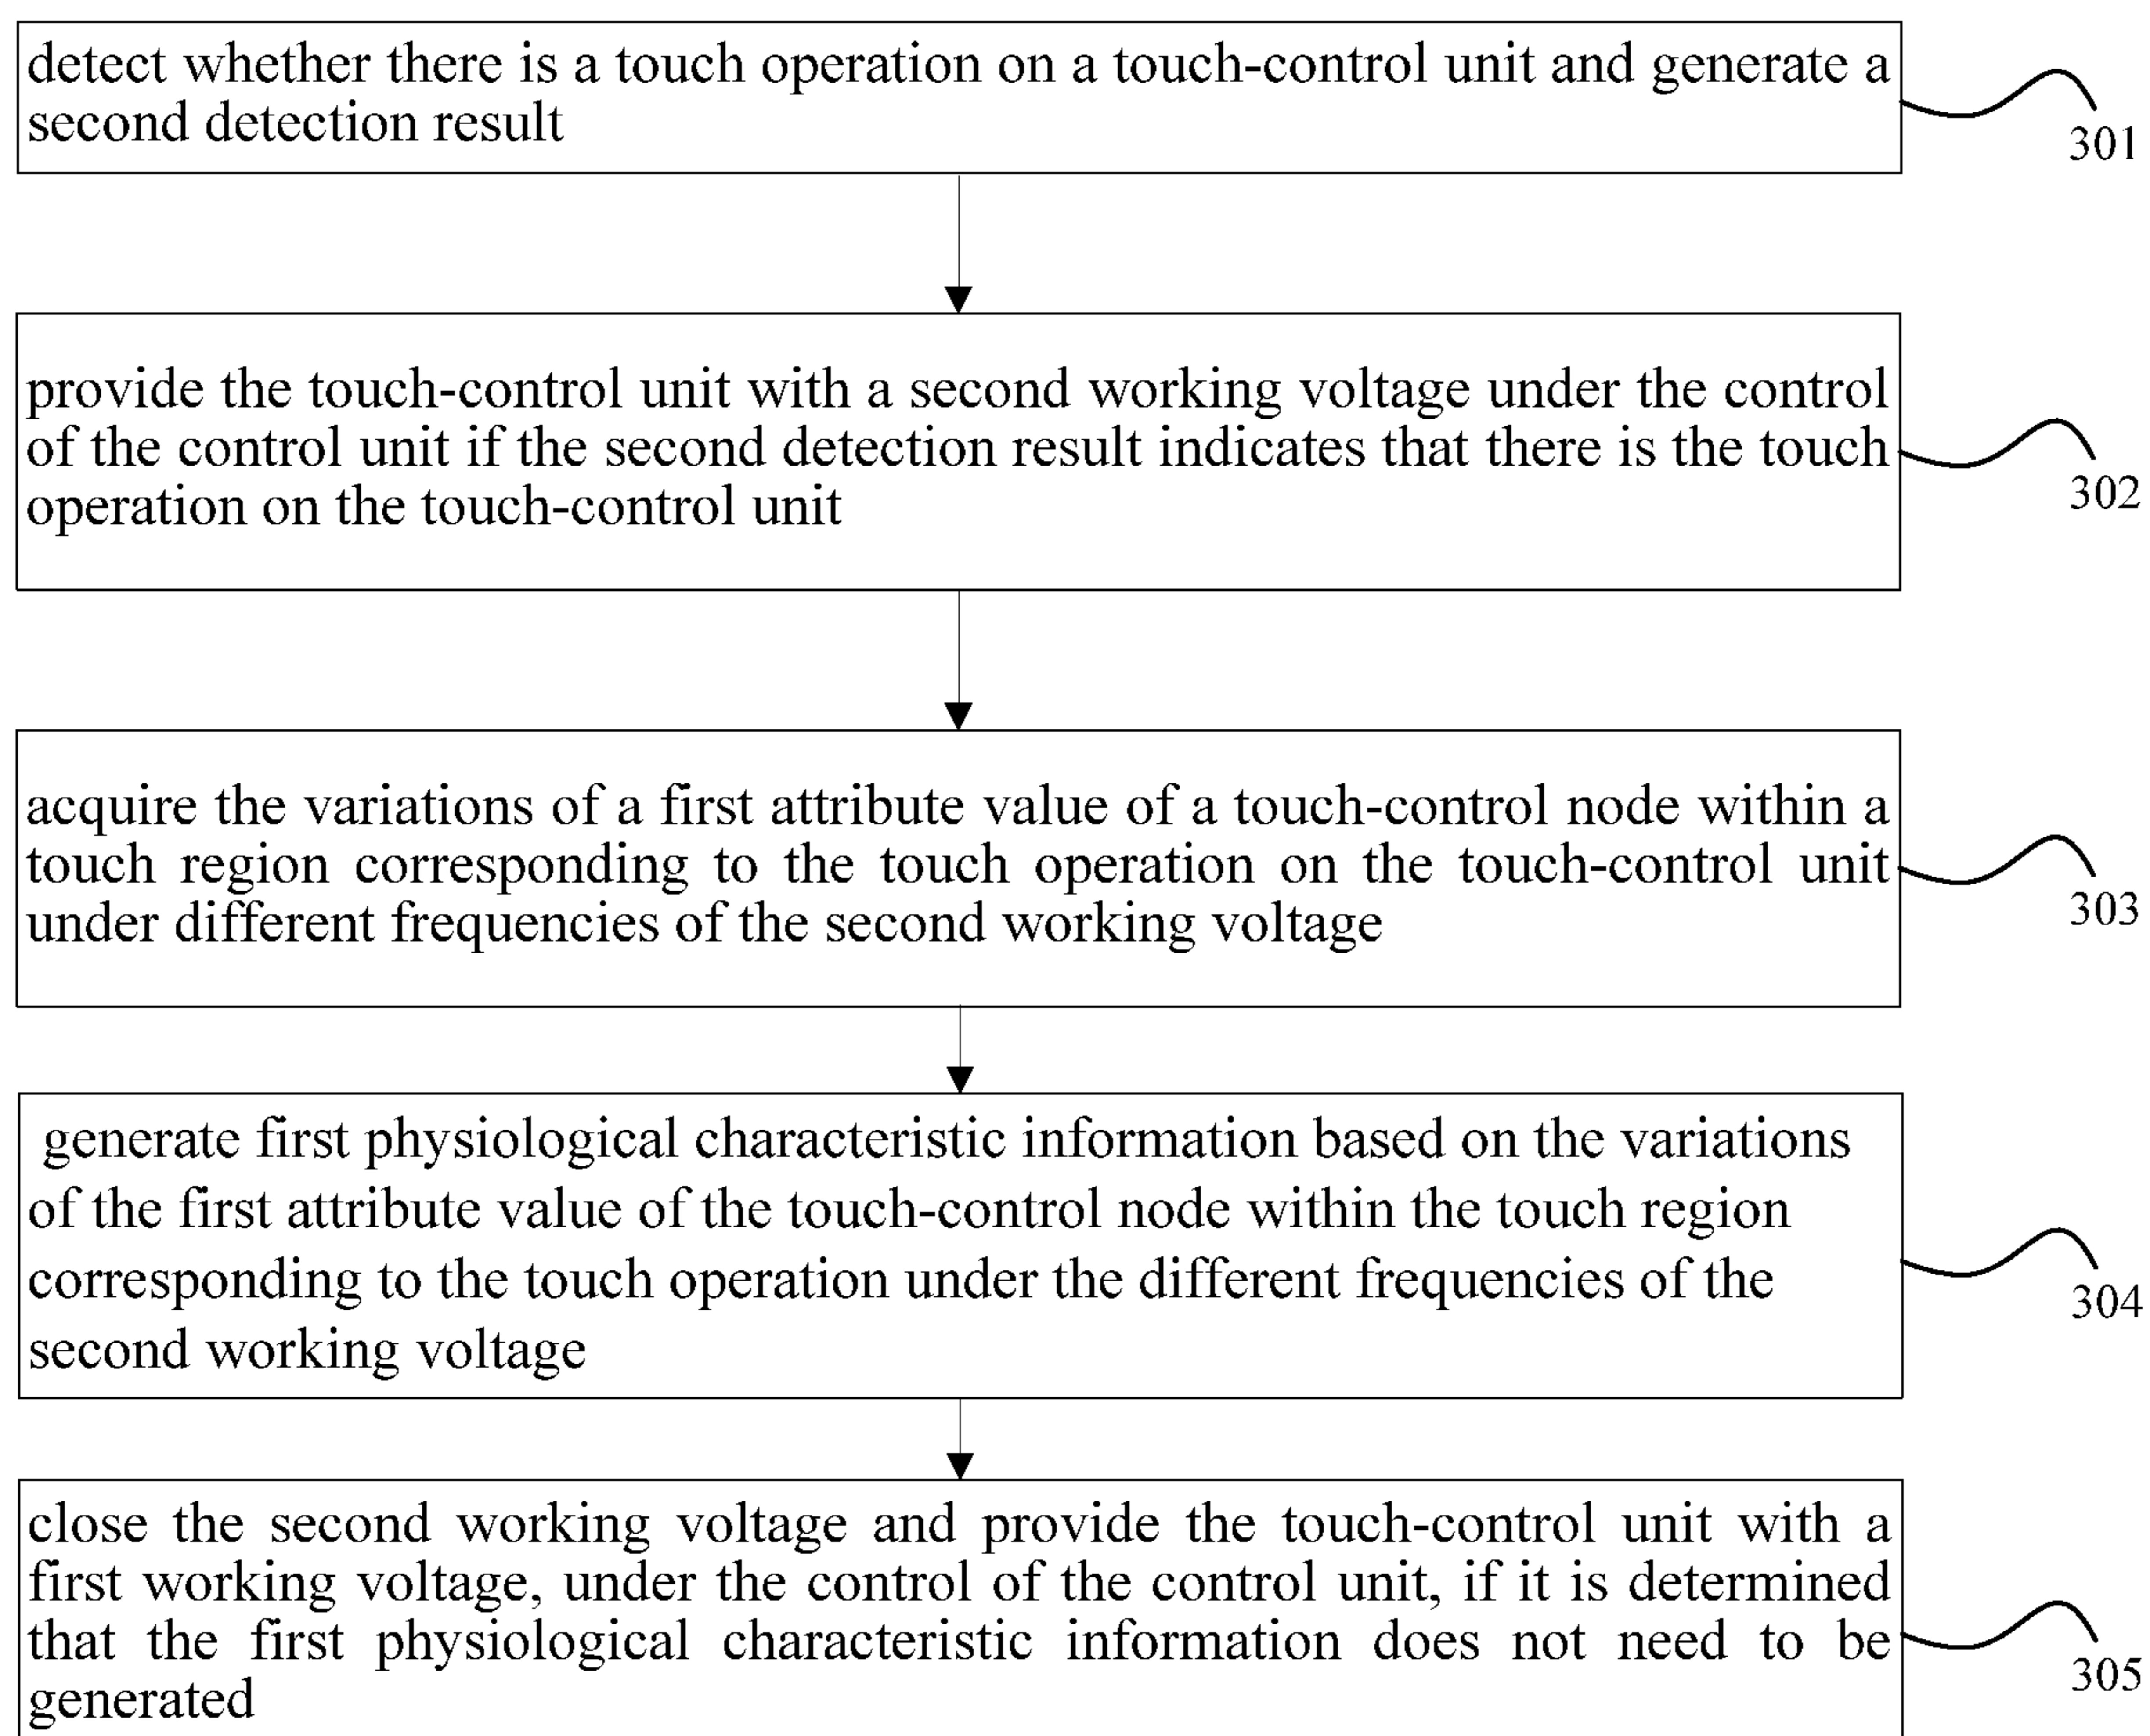 detect whether there is a touch operation on a touch-control unit and generate a
second detection result
301
provide the touch-control unit with a second working voltage under the control
of the control unit if the second detection result indicates that there is the touch
operation on the touch-control unit
302
acquire the variations of a first attribute value of a touch-control node within a
touch region corresponding to the touch operation on the touch-control unit
under different frequencies of the second working voltage
303
generate first physiological characteristic information based on the variations
of the first attribute value of the touch-control node within the touch region
corresponding to the touch operation under the different frequencies of the
second working voltage
304
close the second working voltage and provide the touch-control unit with a
first working voltage, under the control of the control unit, if it is determined
that the first physiological characteristic information does not need to be
generated
305